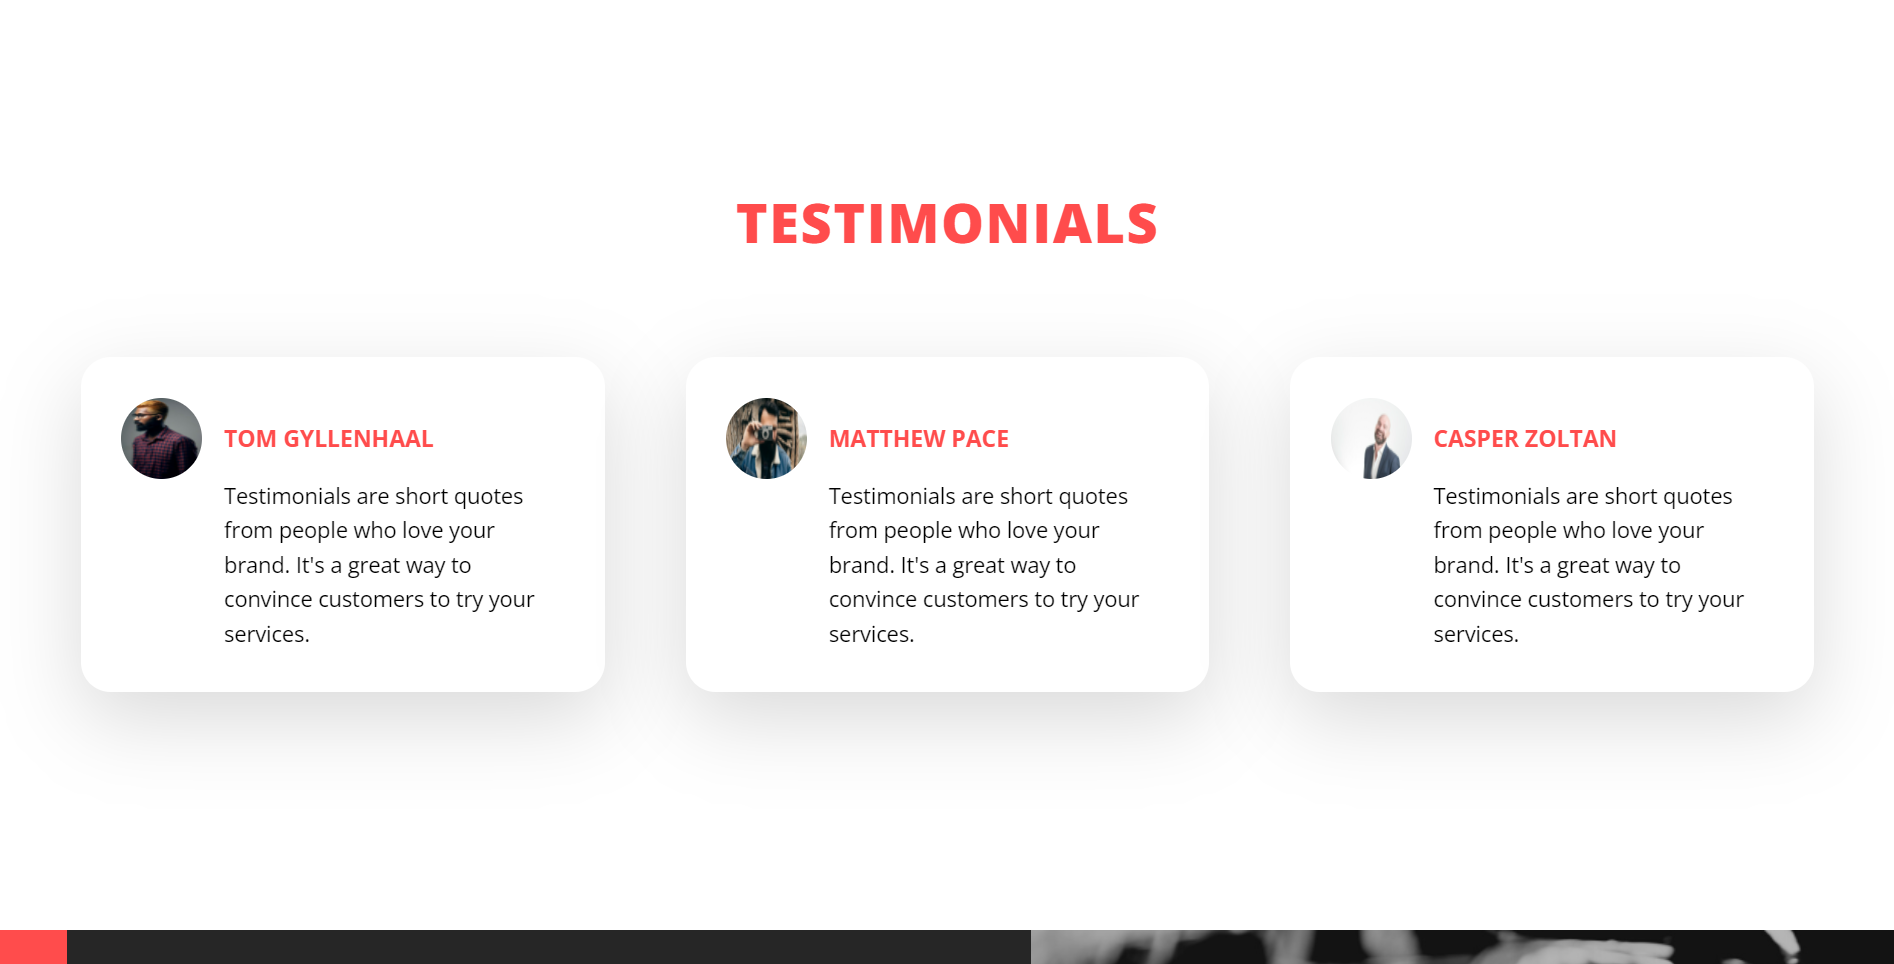 TESTIMONIALS
TOM GYLLENHAAL
Testimonials are short quotes
from people who love your
brand. It's a great way to
convince customers to try your
services.
MATTHEW PACE
Testimonials are short quotes
from people who love your
brand. It's a great way to
convince customers to try your
services.
CASPER ZOLTAN
Testimonials are short quotes
from people who love your
brand. It's a great way to
convince customers to try your
services.